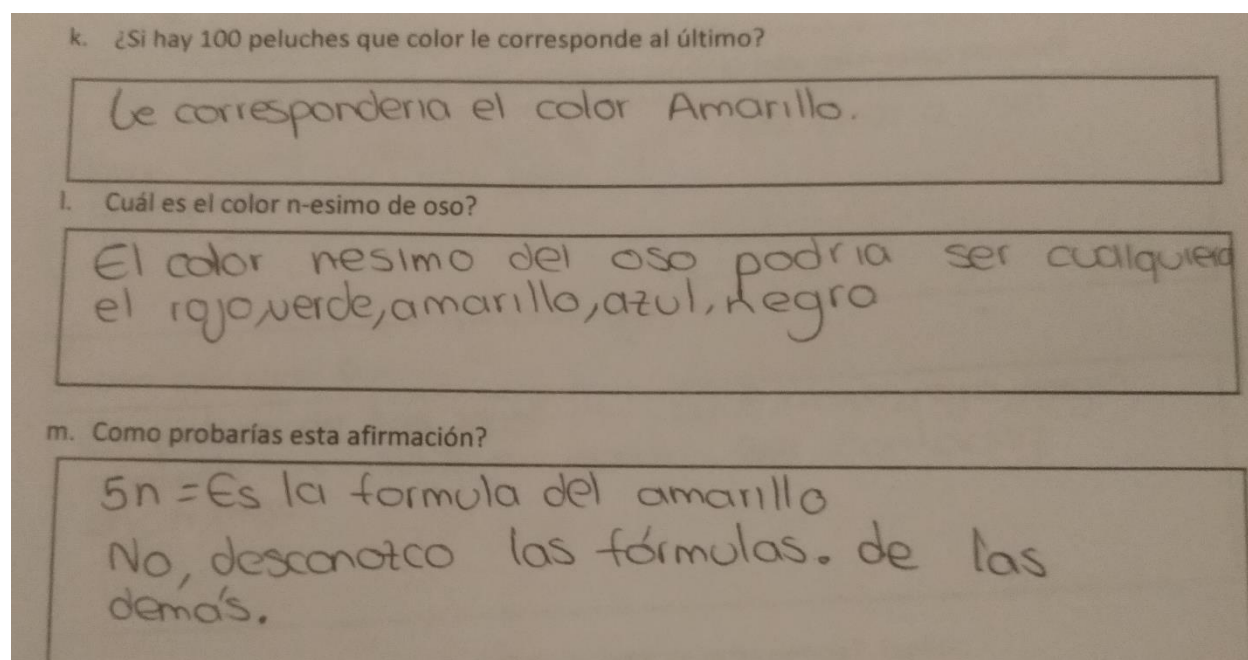 k. ¿Si hay 100 peluches que color le corresponde al último?
Le corresponderia el color Amarillo.
l. Cuál es el color n-esimo de oso?
El color nesimo del oso podria ser cualquiera
el rojo,verde,amarillo,azul,negro
m. Como probarías esta afirmación?
5n = Es la formula del amarillo
No, desconozco las fórmulas. de las
demás.